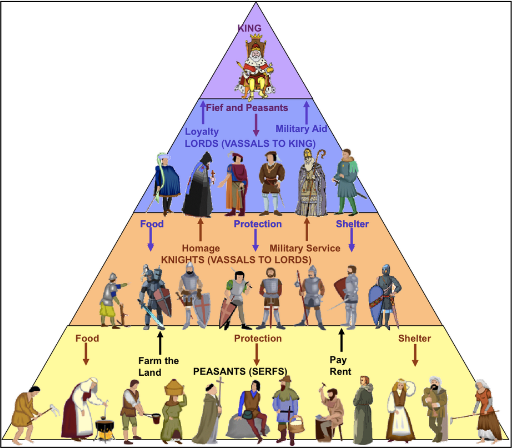 KING
Fief and Peasants
Loyalty
Military Aid
LORDS (VASSALS TO KING)
Food
Protection
Shelter
Homage
Military Service
KNIGHTS (VASSALS TO LORDS)
Food
Protection
Shelter
Farm the
Land
Pay
Rent
PEASANTS (SERFS)